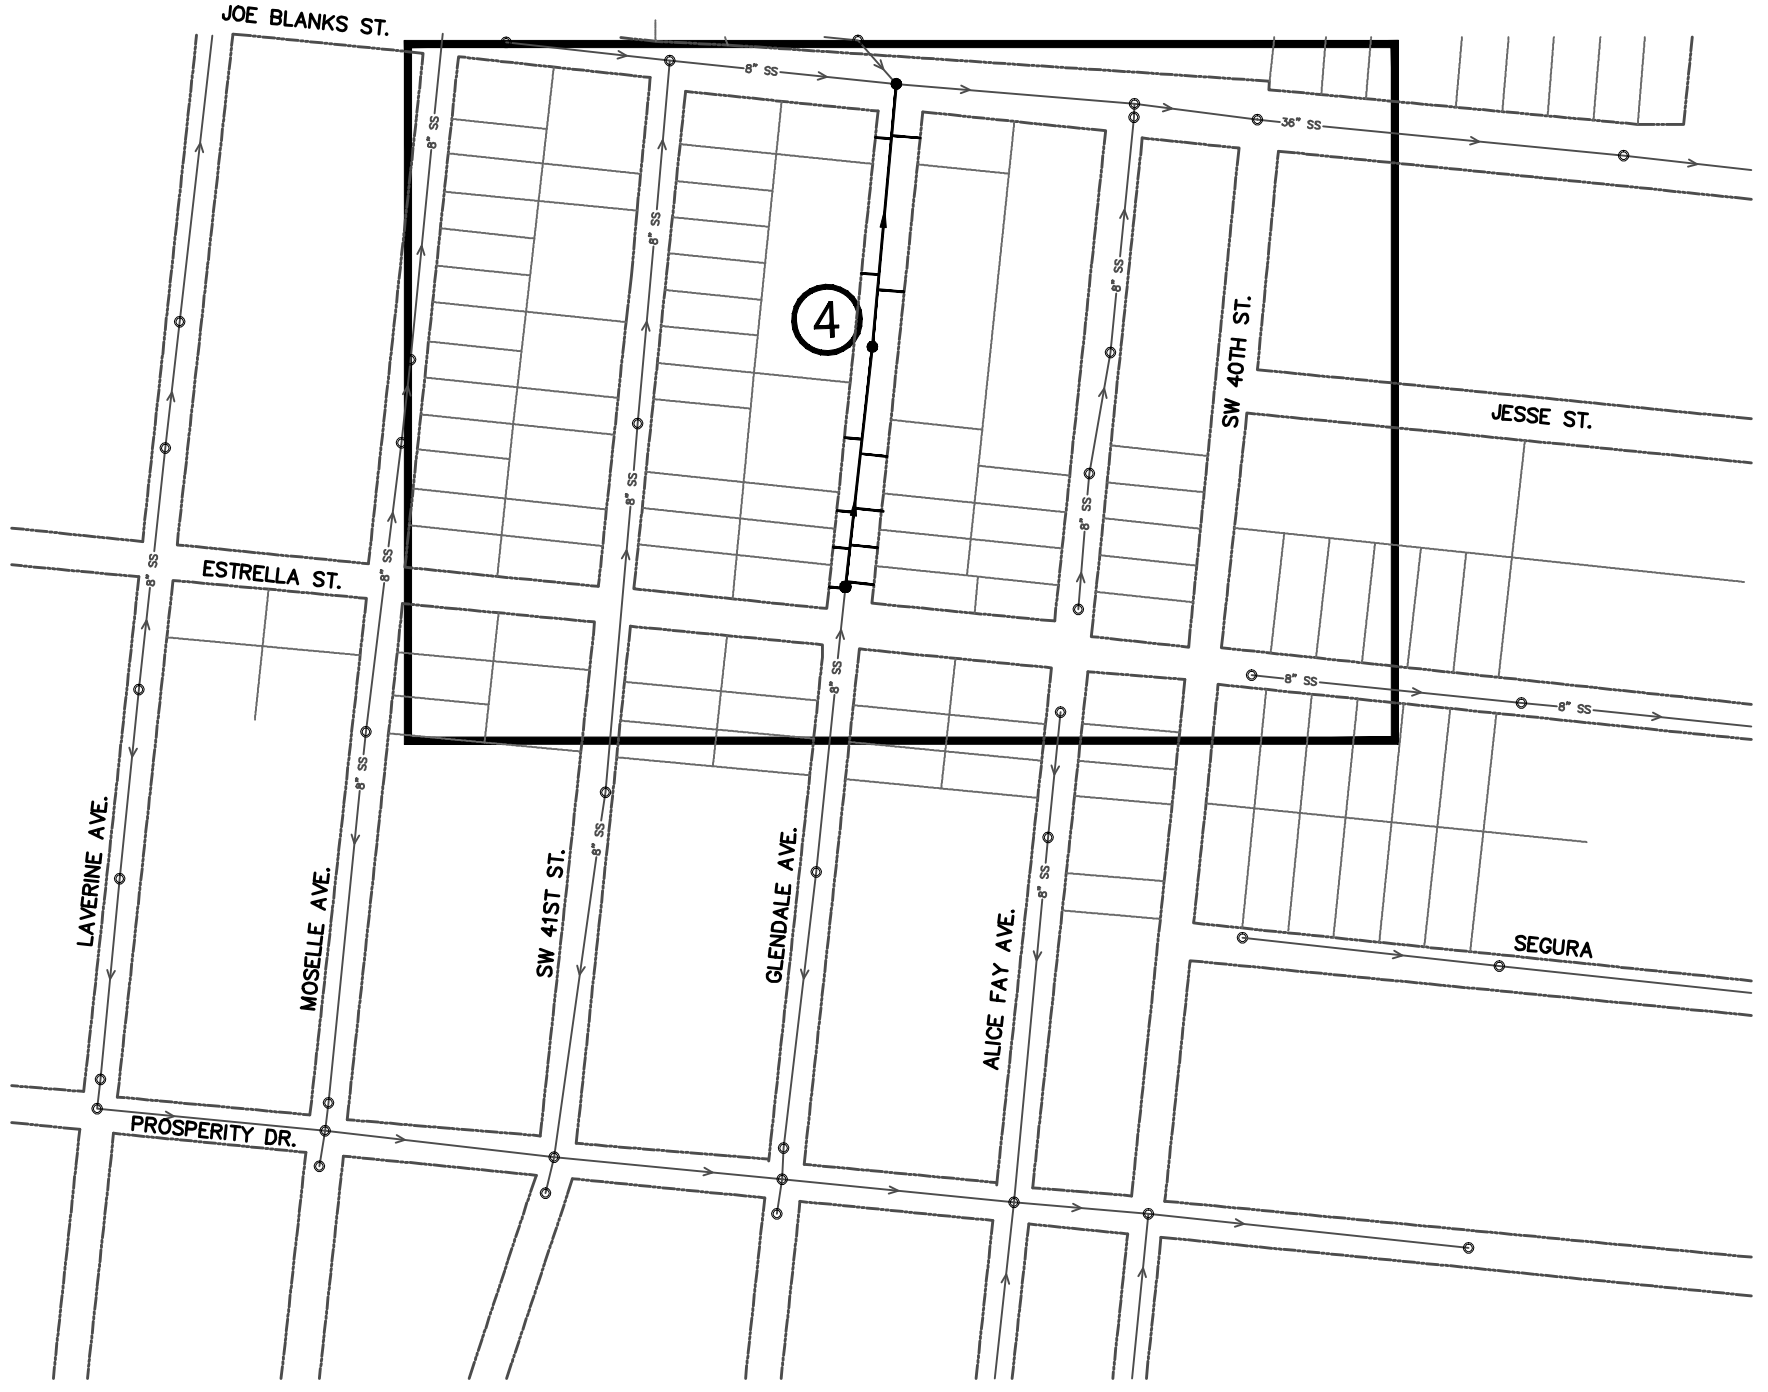 JOE BLANKS ST.
8" SS
8" SS
36" SS
8" SS
8" SS
4
SW 40TH ST.
JESSE ST.
8" SS
8" SS
8" SS
8" SS
ESTRELLA ST.
8" SS
8" SS
8" SS
8" SS
LAVERINE AVE.
8" SS
MOSELLE AVE.
SW 41ST ST.
8" SS
GLENDALE AVE.
8" SS
ALICE FAY AVE.
SEGURA
PROSPERITY DR.